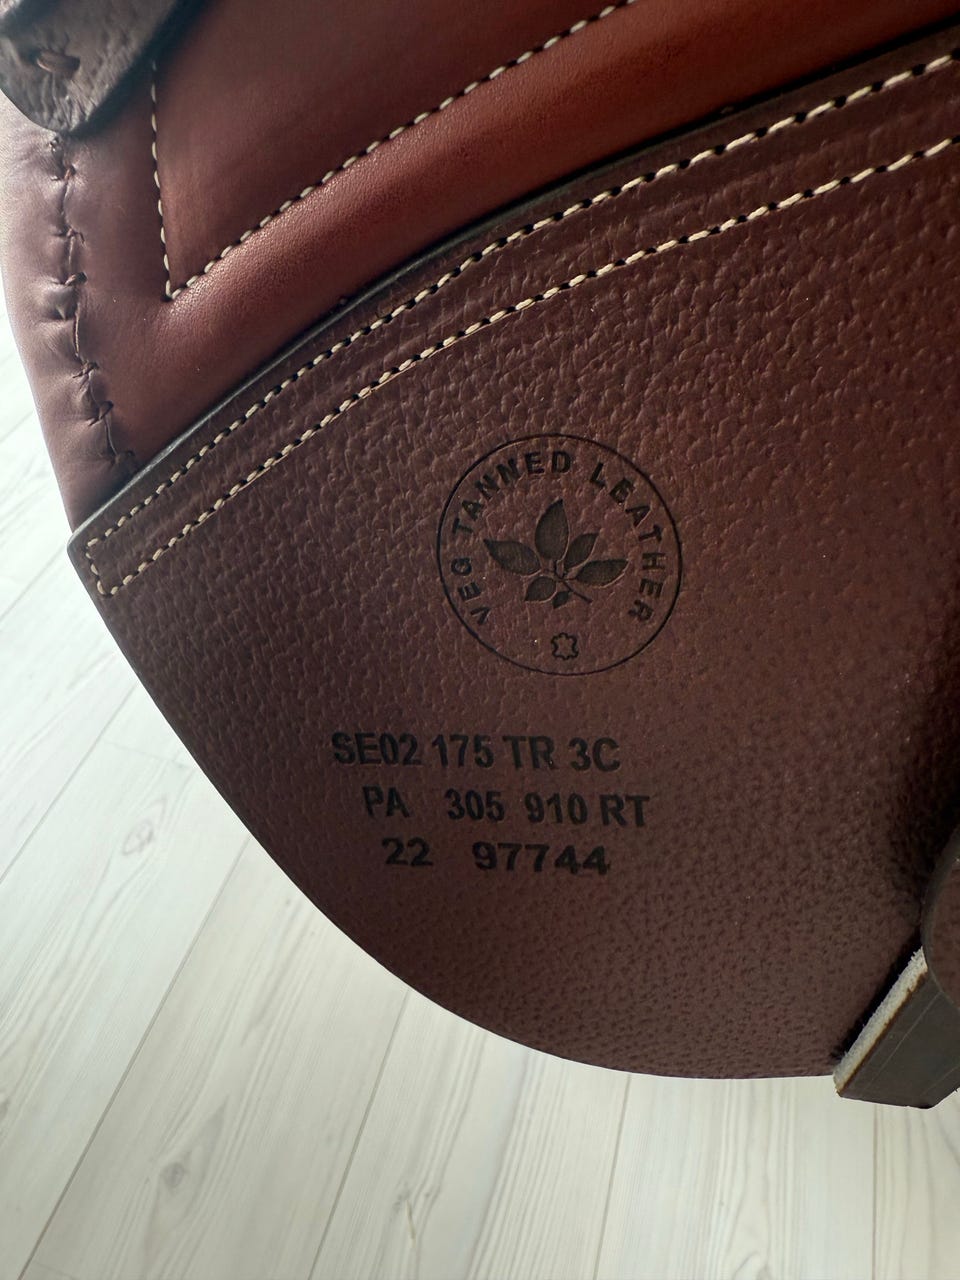 VEG TANNED LEATHER
SE02 175 TR 3C
PA 305 910 RT
22 97744